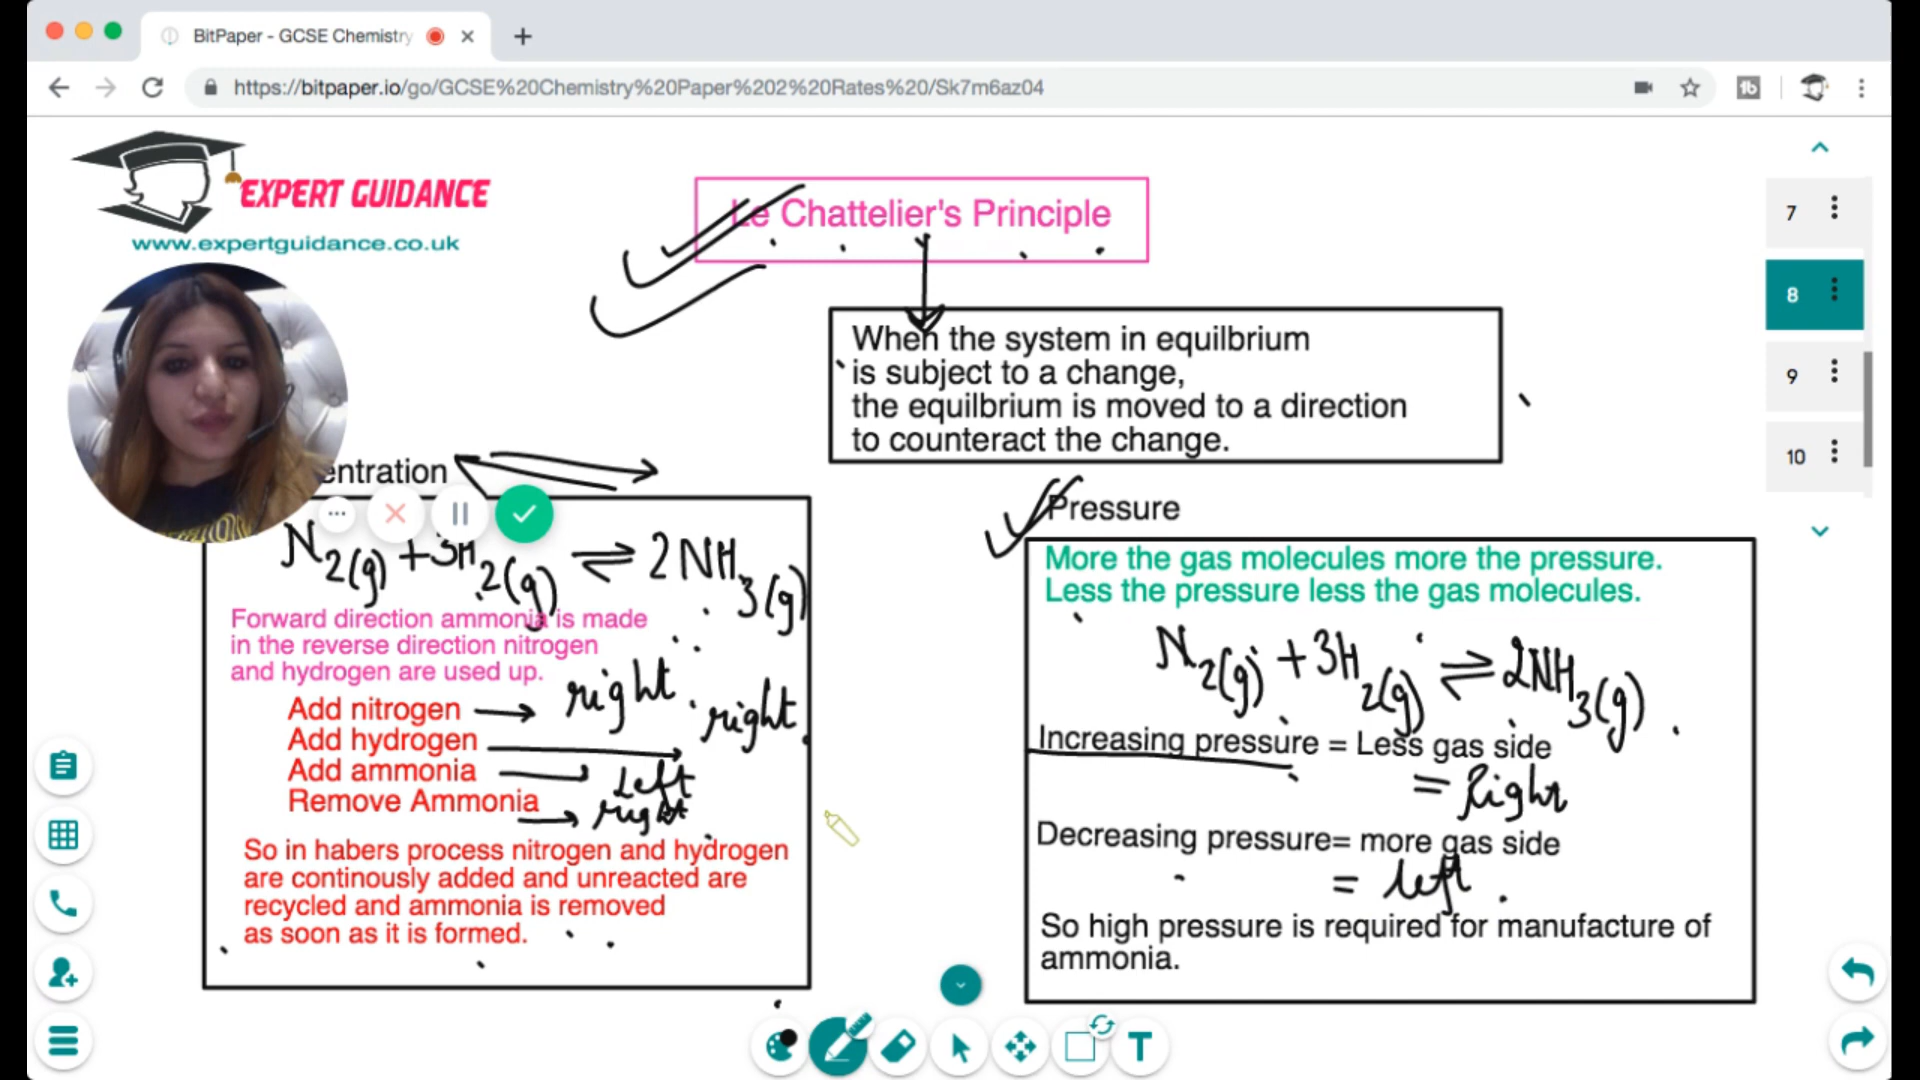 BitPaper - GCSE Chemistry
https://bitpaper.io/go/GCSE%20Chemistry%20Paper%202%20Rates%20/Sk7m6az04
EXPERT GUIDANCE
www.expertguidance.co.uk
Le Chattelier's Principle
When the system in equilbrium
is subject to a change,
the equilbrium is moved to a direction
to counteract the change.
entration
N2(g) + 3H2(g) ⇌ 2NH3(g)
Forward direction ammonia is made
in the reverse direction nitrogen
and hydrogen are used up.
Add nitrogen → right
Add hydrogen → right
Add ammonia → left
Remove Ammonia → right
So in habers process nitrogen and hydrogen
are continously added and unreacted are
recycled and ammonia is removed
as soon as it is formed.
Pressure
More the gas molecules more the pressure.
Less the pressure less the gas molecules.
N2(g) + 3H2(g) ⇌ 2NH3(g)
Increasing pressure = Less gas side
= Right
Decreasing pressure= more gas side
= left
So high pressure is required for manufacture of
ammonia.
7
8
9
10
T